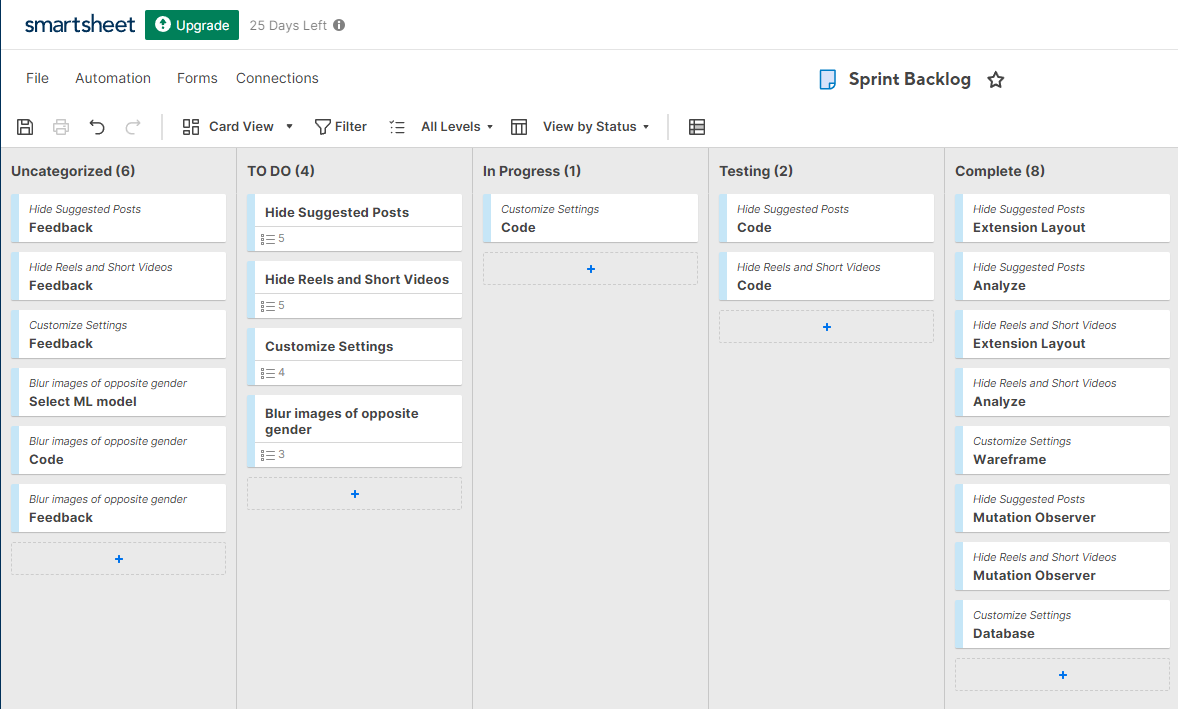 smartsheet
Upgrade
25 Days Left
File
Automation
Forms
Connections
Sprint Backlog
Card View
Filter
All Levels
View by Status
Uncategorized (6)
Hide Suggested Posts
Feedback
Hide Reels and Short Videos
Feedback
Customize Settings
Feedback
Blur images of opposite gender
Select ML model
Blur images of opposite gender
Code
Blur images of opposite gender
Feedback
+
TO DO (4)
Hide Suggested Posts
5
Hide Reels and Short Videos
5
Customize Settings
4
Blur images of opposite
gender
3
+
In Progress (1)
Customize Settings
Code
+
Testing (2)
Hide Suggested Posts
Code
Hide Reels and Short Videos
Code
+
Complete (8)
Hide Suggested Posts
Extension Layout
Hide Suggested Posts
Analyze
Hide Reels and Short Videos
Extension Layout
Hide Reels and Short Videos
Analyze
Customize Settings
Wareframe
Hide Suggested Posts
Mutation Observer
Hide Reels and Short Videos
Mutation Observer
Customize Settings
Database
+